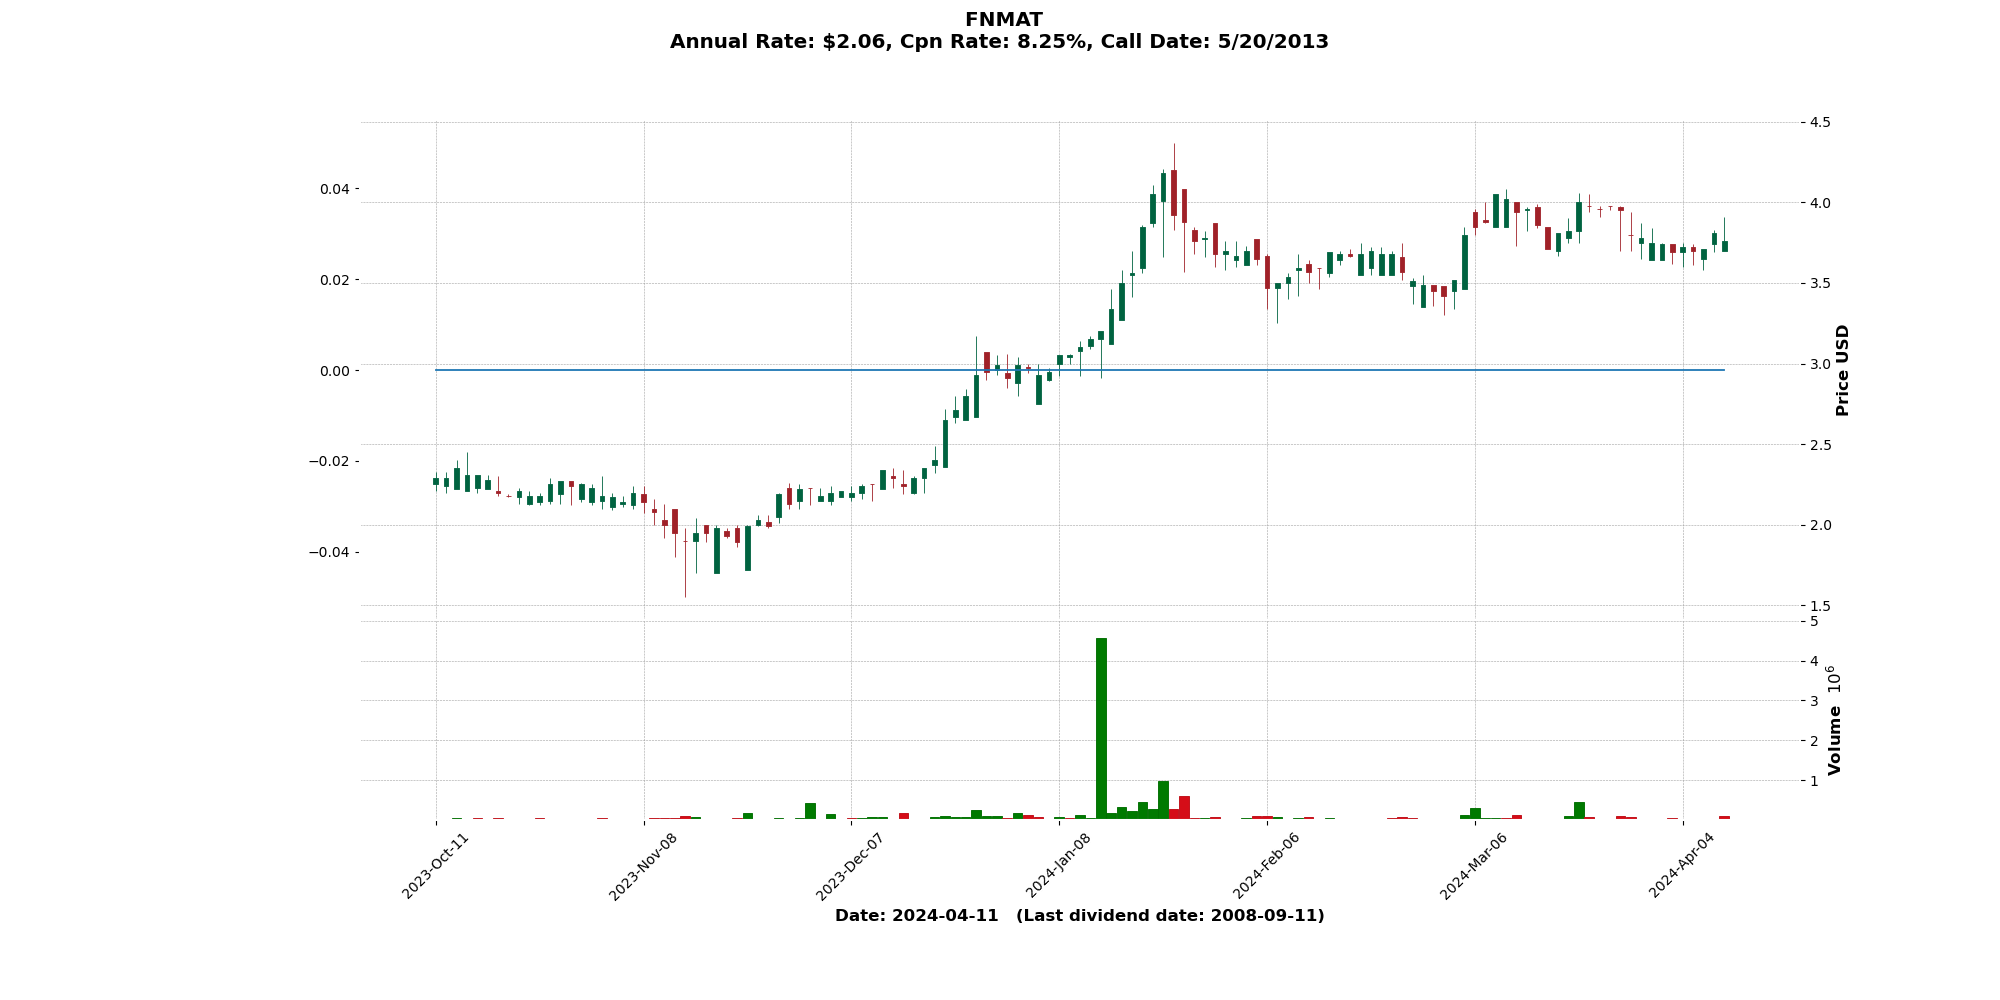 FNMAT
Annual Rate: $2.06, Cpn Rate: 8.25%, Call Date: 5/20/2013
0.04
0.02
0.00
−0.02
−0.04
4.5
4.0
3.5
3.0
2.5
2.0
1.5
Price USD
5
4
3
2
1
Volume 10⁶
2023-Oct-11
2023-Nov-08
2023-Dec-07
2024-Jan-08
2024-Feb-06
2024-Mar-06
2024-Apr-04
Date: 2024-04-11 (Last dividend date: 2008-09-11)